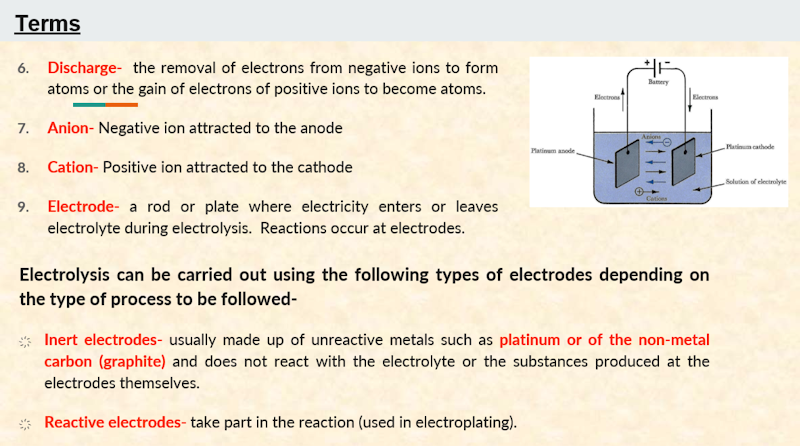 Terms
6. Discharge- the removal of electrons from negative ions to form
atoms or the gain of electrons of positive ions to become atoms.
7. Anion- Negative ion attracted to the anode
8. Cation- Positive ion attracted to the cathode
9. Electrode- a rod or plate where electricity enters or leaves
electrolyte during electrolysis. Reactions occur at electrodes.
+ -
Battery
Electrons
Electrons
Anions
Platinum anode
Platinum cathode
Solution of electrolyte
Cations
Electrolysis can be carried out using the following types of electrodes depending on
the type of process to be followed-
Inert electrodes- usually made up of unreactive metals such as platinum or of the non-metal
carbon (graphite) and does not react with the electrolyte or the substances produced at the
electrodes themselves.
Reactive electrodes- take part in the reaction (used in electroplating).